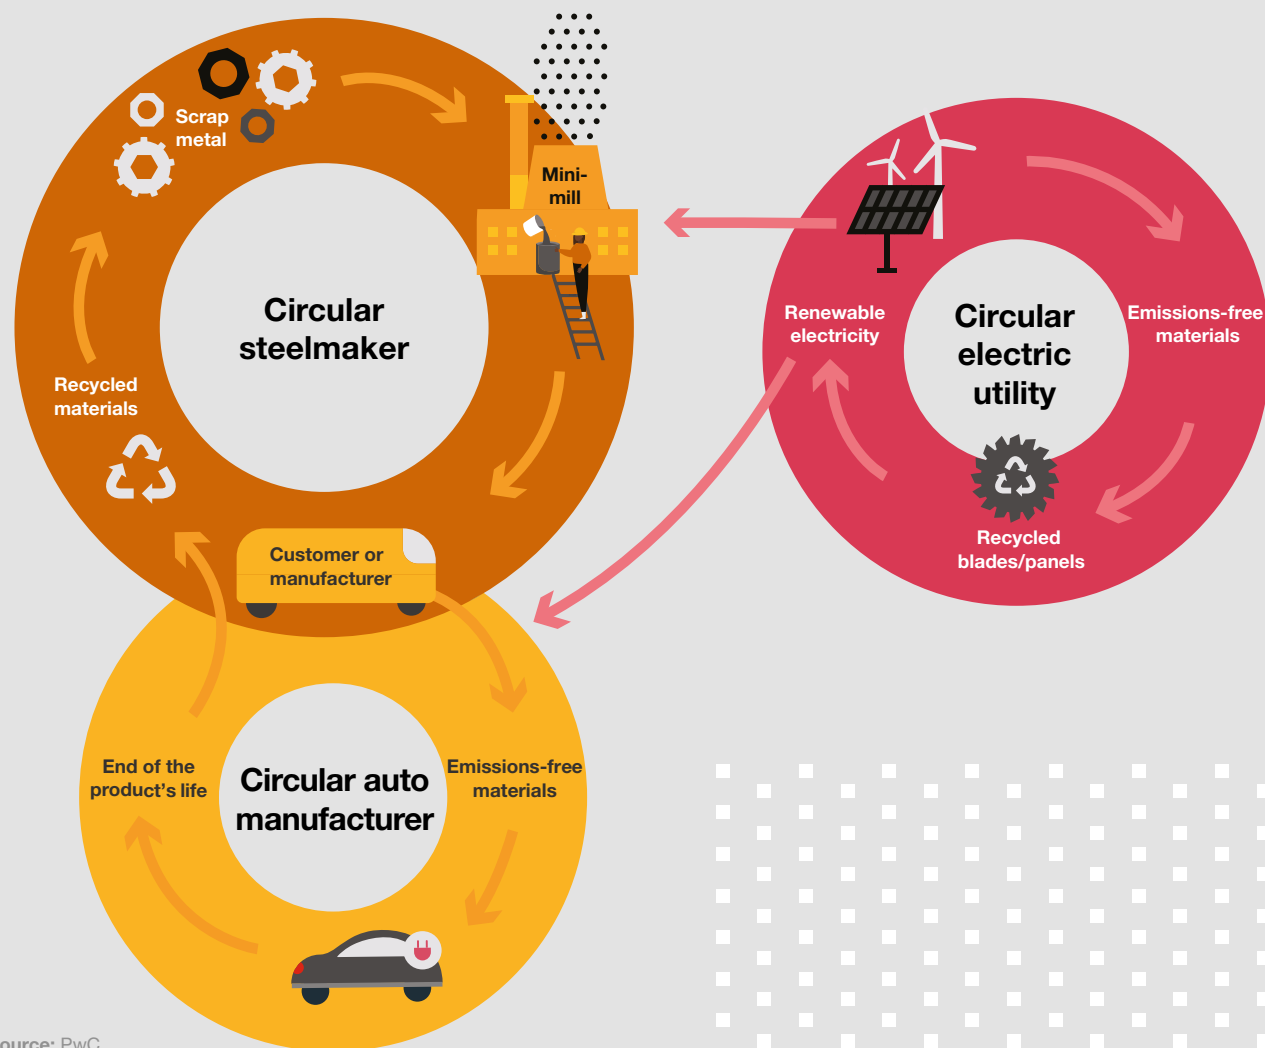 Scrap
metal
Mini-
mill
Circular
steelmaker
Recycled
materials
Customer or
manufacturer
Renewable
electricity
Circular
electric
utility
Emissions-free
materials
Recycled
blades/panels
End of the
product's life
Circular auto
manufacturer
Emissions-free
materials
ource: PwC